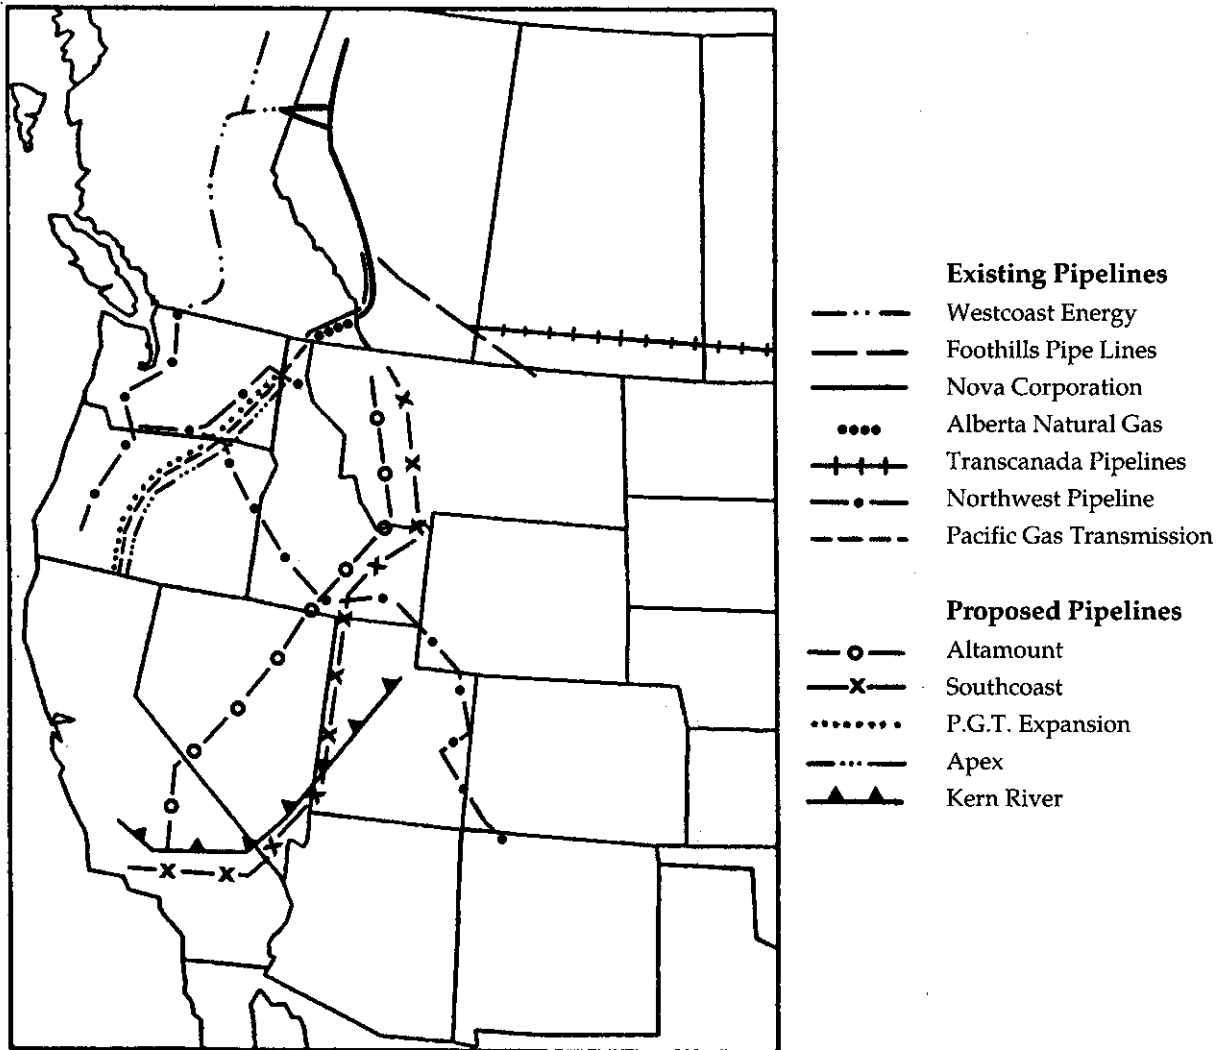 Existing Pipelines
Westcoast Energy
Foothills Pipe Lines
Nova Corporation
Alberta Natural Gas
Transcanada Pipelines
Northwest Pipeline
Pacific Gas Transmission
Proposed Pipelines
Altamount
Southcoast
P.G.T. Expansion
Apex
Kern River